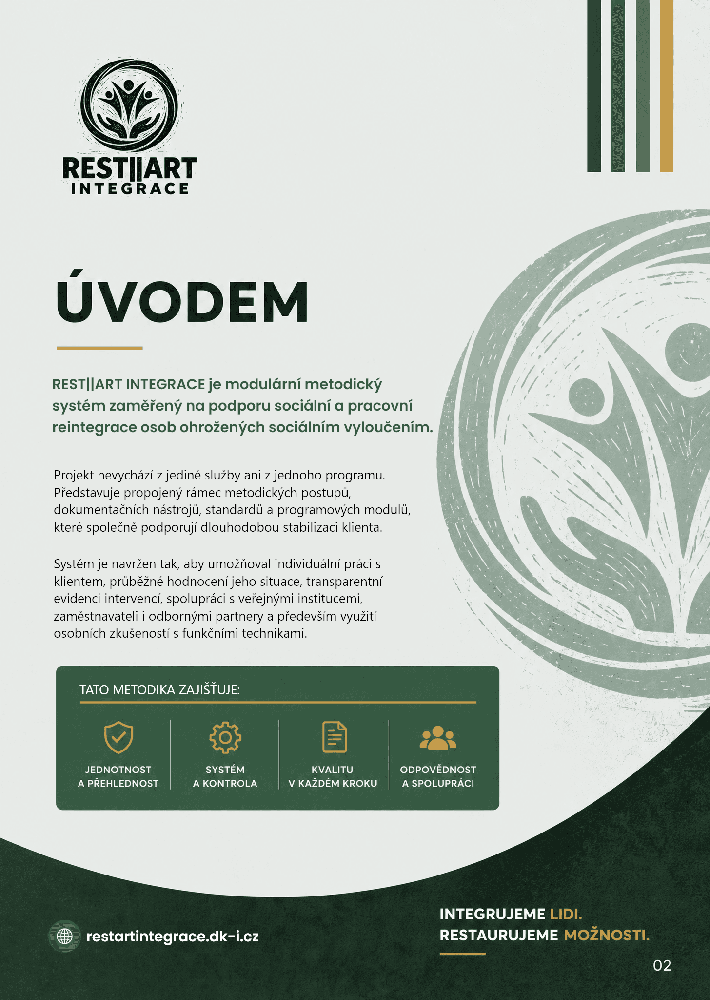 REST||ART
INTEGRACE
ÚVODEM
REST||ART INTEGRACE je modulární metodický
systém zaměřený na podporu sociální a pracovní
reintegrace osob ohrožených sociálním vyloučením.
Projekt nevychází z jediné služby ani z jednoho programu.
Představuje propojený rámec metodických postupů,
dokumentačních nástrojů, standardů a programových modulů,
které společně podporují dlouhodobou stabilizaci klienta.
Systém je navržen tak, aby umožňoval individuální práci s
klientem, průběžné hodnocení jeho situace, transparentní
evidenci intervencí, spolupráci s veřejnými institucemi,
zaměstnavateli i odbornými partnery a především využití
osobních zkušeností s funkčními technikami.
TATO METODIKA ZAJIŠŤUJE:
JEDNOTNOST
A PŘEHLEDNOST
SYSTÉM
A KONTROLA
KVALITU
V KAŽDÉM KROKU
ODPOVĚDNOST
A SPOLUPRÁCI
INTEGRUJEME LIDI.
RESTAURUJEME MOŽNOSTI.
restartintegrace.dk-i.cz
02